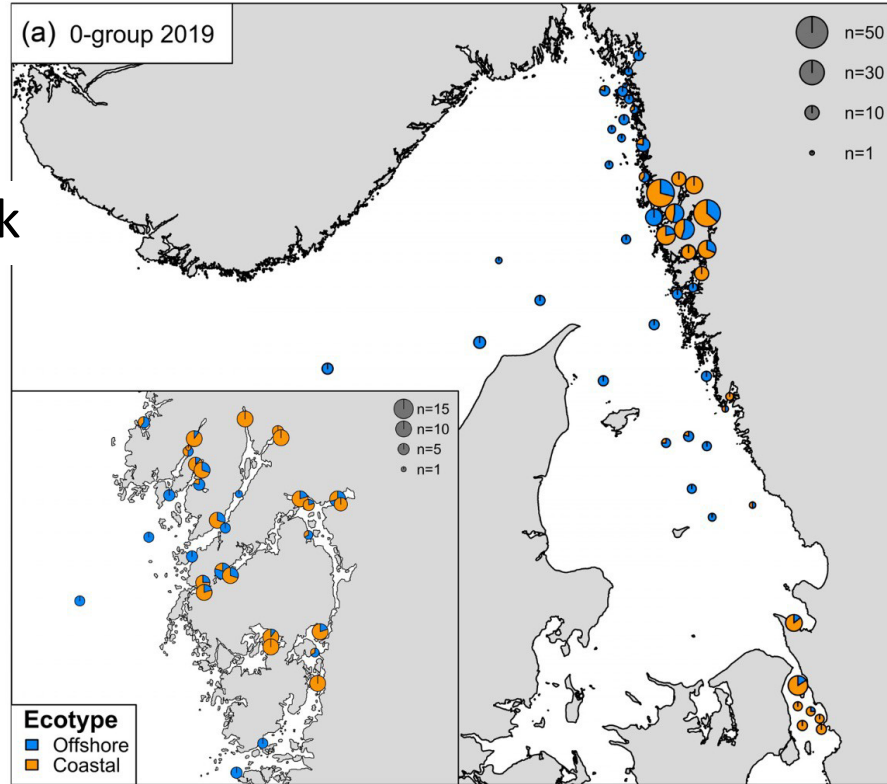 (a) 0-group 2019
n=50
n=30
n=10
n=1
k
n=15
n=10
n=5
n=1
Ecotype
Offshore
Coastal